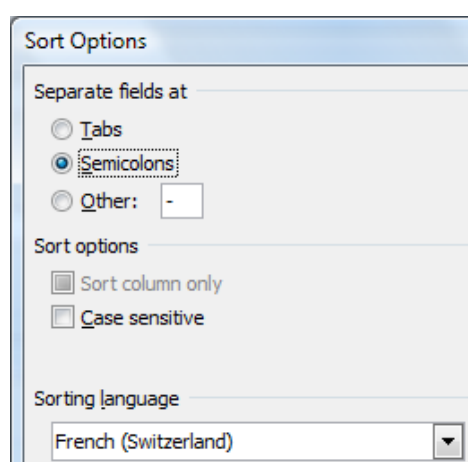 Sort Options
Separate fields at
Tabs
Semicolons
Other: -
Sort options
Sort column only
Case sensitive
Sorting language
French (Switzerland)